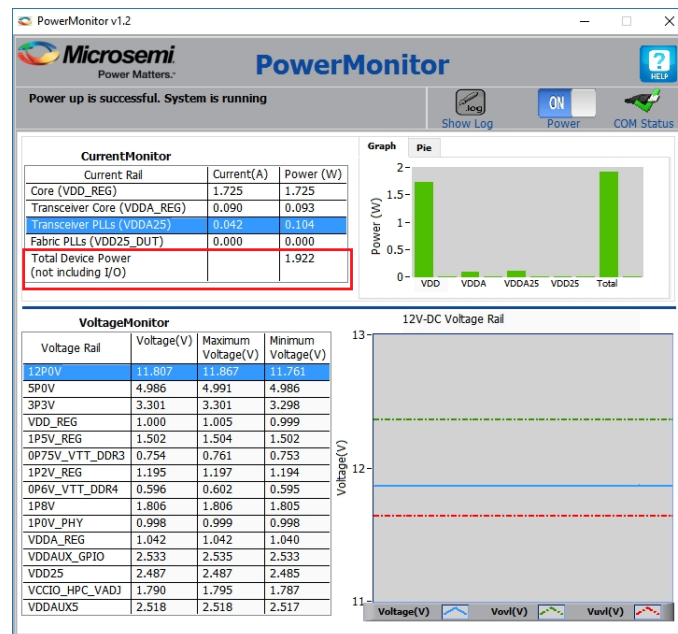 PowerMonitor v1.2
Microsemi
Power Matters.™
PowerMonitor
HELP
Power up is successful. System is running
.log
Show Log
ON
Power
COM Status
CurrentMonitor
Current Rail Current(A) Power (W)
Core (VDD_REG) 1.725 1.725
Transceiver Core (VDDA_REG) 0.090 0.093
Transceiver PLLs (VDDA25) 0.042 0.104
Fabric PLLs (VDD25_DUT) 0.000 0.000
Total Device Power 1.922
(not including I/O)
Graph Pie
Power (W)
2
1.5
1
0.5
0
VDD VDDA VDDA25 VDD25 Total
VoltageMonitor
Voltage Rail Voltage(V) Maximum Voltage(V) Minimum Voltage(V)
12P0V 11.807 11.867 11.761
5P0V 4.986 4.991 4.986
3P3V 3.301 3.301 3.298
VDD_REG 1.000 1.005 0.999
1P5V_REG 1.502 1.504 1.502
0P75V_VTT_DDR3 0.754 0.761 0.753
1P2V_REG 1.195 1.197 1.194
0P6V_VTT_DDR4 0.596 0.602 0.595
1P8V 1.806 1.806 1.805
1P0V_PHY 0.998 0.999 0.998
VDDA_REG 1.042 1.042 1.040
VDDAUX_GPIO 2.533 2.535 2.533
VDD25 2.487 2.487 2.485
VCCIO_HPC_VADJ 1.790 1.795 1.787
VDDAUX5 2.518 2.518 2.517
12V-DC Voltage Rail
Voltage(V)
13
12
11
Voltage(V) Vovl(V) Vuvl(V)